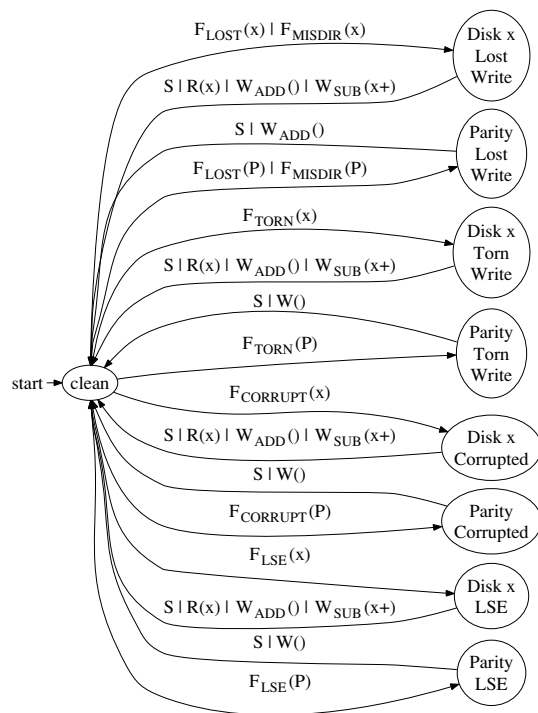 F_LOST(x) | F_MISDIR(x)
Disk x
Lost
Write
S | R(x) | W_ADD() | W_SUB(x+)
S | W_ADD()
Parity
Lost
Write
F_LOST(P) | F_MISDIR(P)
F_TORN(x)
Disk x
Torn
Write
S | R(x) | W_ADD() | W_SUB(x+)
S | W()
Parity
Torn
Write
F_TORN(P)
start
clean
F_CORRUPT(x)
Disk x
Corrupted
S | R(x) | W_ADD() | W_SUB(x+)
S | W()
Parity
Corrupted
F_CORRUPT(P)
F_LSE(x)
Disk x
LSE
S | R(x) | W_ADD() | W_SUB(x+)
S | W()
Parity
LSE
F_LSE(P)